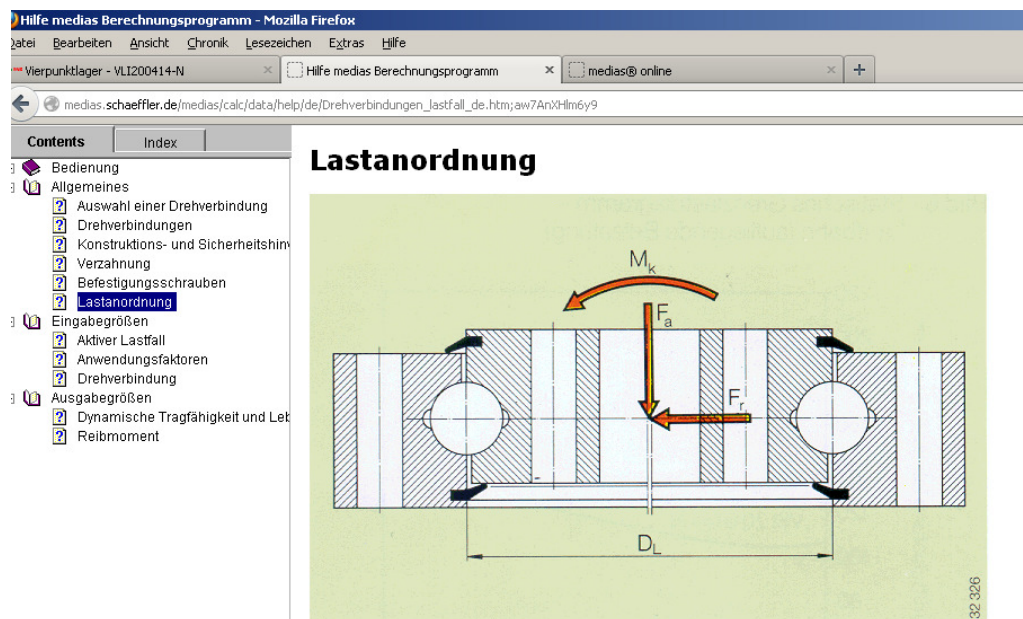 Hilfe medias Berechnungsprogramm - Mozilla Firefox
Datei Bearbeiten Ansicht Chronik Lesezeichen Extras Hilfe
Vierpunktlager - VLI200414-N × Hilfe medias Berechnungsprogramm × medias® online × +
medias.schaeffler.de/medias/calc/data/help/de/Drehverbindungen_lastfall_de.htm;aw7AnXHlm6y9
Contents Index
Bedienung
Allgemeines
Auswahl einer Drehverbindung
Drehverbindungen
Konstruktions- und Sicherheitshinw
Verzahnung
Befestigungsschrauben
Lastanordnung
Eingabegrößen
Aktiver Lastfall
Anwendungsfaktoren
Drehverbindung
Ausgabegrößen
Dynamische Tragfähigkeit und Leb
Reibmoment
Lastanordnung
Mk
Fa
Fr
DL
32 326